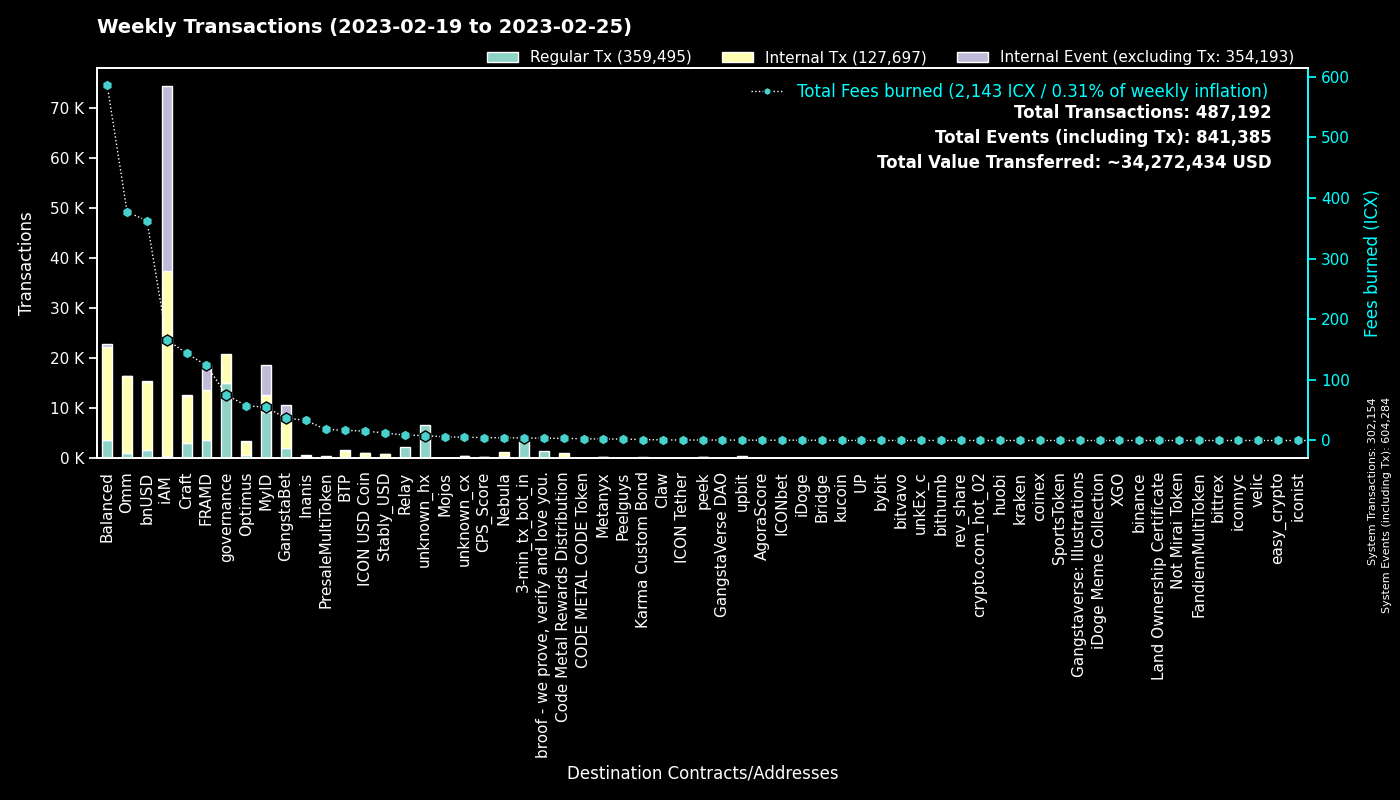 Weekly Transactions (2023-02-19 to 2023-02-25)
Regular Tx (359,495)
Internal Tx (127,697)
Internal Event (excluding Tx: 354,193)
Total Fees burned (2,143 ICX / 0.31% of weekly inflation)
Total Transactions: 487,192
Total Events (including Tx): 841,385
Total Value Transferred: ~34,272,434 USD
Transactions
70 K
60 K
50 K
40 K
30 K
20 K
10 K
0 K
600
500
400
300
200
100
0
Fees burned (ICX)
Balanced
Omm
bnUSD
iAM
Craft
FRAMD
governance
Optimus
MyID
GangstaBet
Inanis
PresaleMultiToken
BTP
ICON USD Coin
Stably_USD
Relay
unknown_hx
Mojos
unknown_cx
CPS_Score
Nebula
3-min_tx_bot_in
broof - we prove, verify and love you.
Code Metal Rewards Distribution
CODE METAL CODE Token
Metanyx
Peelguys
Karma Custom Bond
Claw
ICON Tether
peek
GangstaVerse DAO
upbit
AgoraScore
ICONbet
iDoge
Bridge
kucoin
UP
bybit
bitvavo
unkEx_c
bithumb
rev_share
crypto.com_hot_02
huobi
kraken
coinex
SportsToken
Gangstaverse: Illustrations
iDoge Meme Collection
XGO
binance
Land Ownership Certificate
Not Mirai Token
FandiemMultiToken
bittrex
iconnyc
velic
easy_crypto
iconist
Destination Contracts/Addresses
System Transactions: 302,154
System Events (including Tx): 604,284